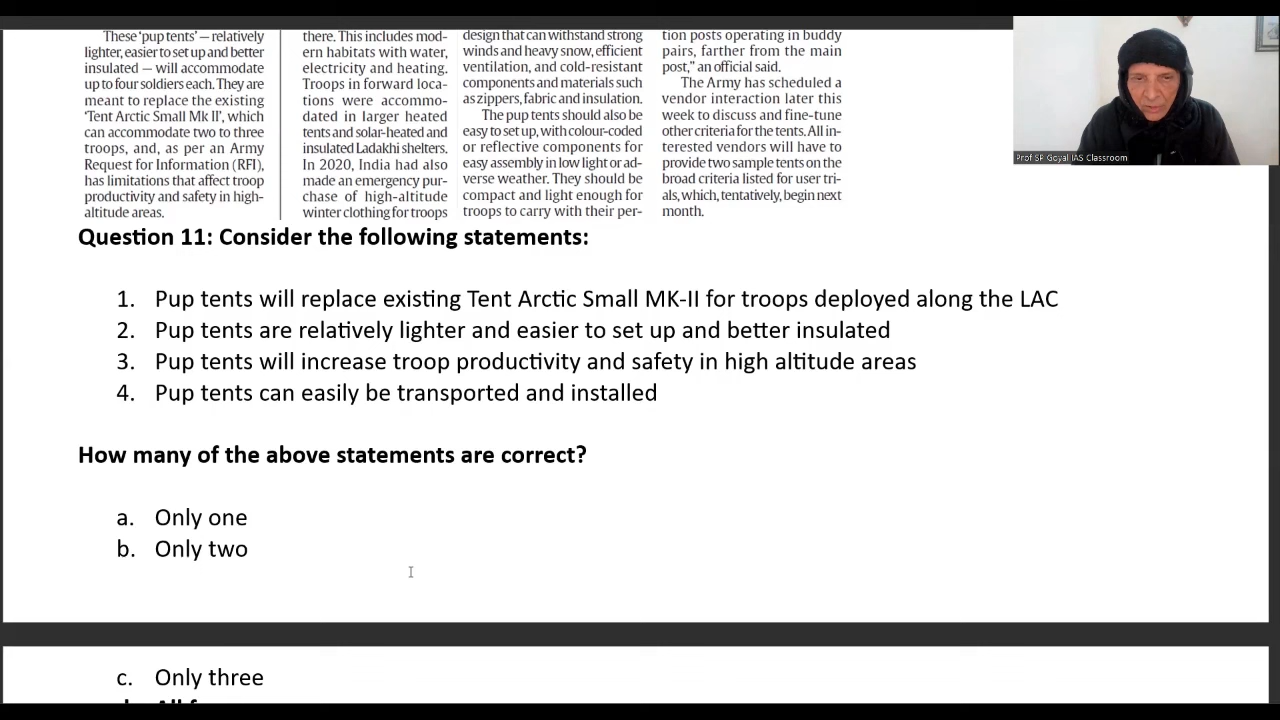 These ‘pup tents’ — relatively
lighter, easier to set up and better
insulated — will accommodate
up to four soldiers each. They are
meant to replace the existing
‘Tent Arctic Small Mk II’, which
can accommodate two to three
troops, and, as per an Army
Request for Information (RFI),
has limitations that affect troop
productivity and safety in high-
altitude areas.
there. This includes mod-
ern habitats with water,
electricity and heating.
Troops in forward loca-
tions were accommo-
dated in larger heated
tents and solar-heated and
insulated Ladakhi shelters.
In 2020, India had also
made an emergency pur-
chase of high-altitude
winter clothing for troops
design that can withstand strong
winds and heavy snow, efficient
ventilation, and cold-resistant
components and materials such
as zippers, fabric and insulation.
The pup tents should also be
easy to set up, with colour-coded
or reflective components for
easy assembly in low light or ad-
verse weather. They should be
compact and light enough for
troops to carry with their per-
tion posts operating in buddy
pairs, farther from the main
post,” an official said.
The Army has scheduled a
vendor interaction later this
week to discuss and fine-tune
other criteria for the tents. All in-
terested vendors will have to
provide two sample tents on the
broad criteria listed for user tri-
als, which, tentatively, begin next
month.
Prof SP Goyal IAS Classroom
Question 11: Consider the following statements:
1. Pup tents will replace existing Tent Arctic Small MK-II for troops deployed along the LAC
2. Pup tents are relatively lighter and easier to set up and better insulated
3. Pup tents will increase troop productivity and safety in high altitude areas
4. Pup tents can easily be transported and installed
How many of the above statements are correct?
a. Only one
b. Only two
c. Only three